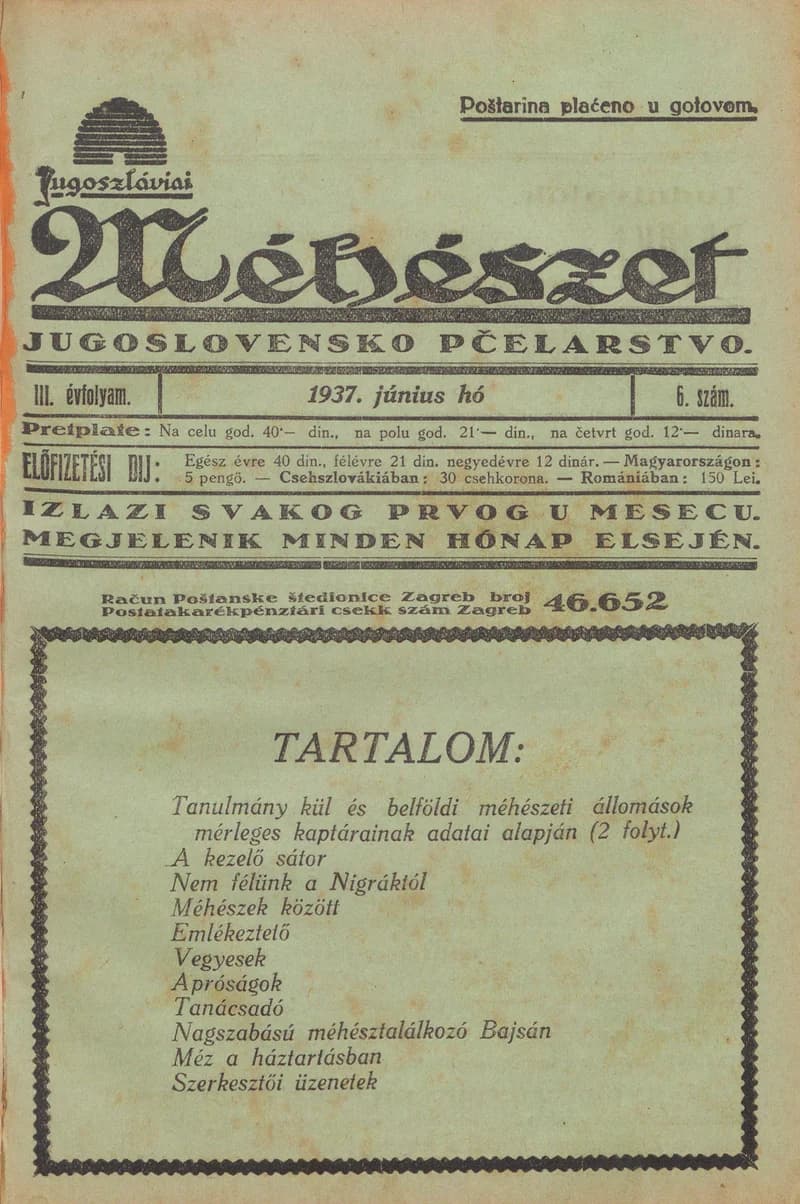 Poštarina plaćeno u gotovom.
Jugoszláviai
Méhészet
JUGOSLOVENSKO PČELARSTVO.
III. évfolyam.
1937. június hó
6. szám.
Pretplate: Na celu god. 40·— din., na polu god. 21·— din., na četvrt god. 12·— dinara.
ELŐFIZETÉSI DIJ:
Egész évre 40 din., félévre 21 din. negyedévre 12 dinár. — Magyarországon:
5 pengő. — Csehszlovákiában: 30 csehkorona. — Romániában: 150 Lei.
IZLAZI SVAKOG PRVOG U MESECU.
MEGJELENIK MINDEN HÓNAP ELSEJÉN.
Račun Poštanske štedionice Zagreb broj
Postatakarékpénztári csekk szám Zagreb
46.652
TARTALOM:
Tanulmány kül és belföldi méhészeti állomások
mérleges kaptárainak adatai alapján (2 folyt.)
A kezelő sátor
Nem félünk a Nigráktól
Méhészek között
Emlékeztető
Vegyesek
Apróságok
Tanácsadó
Nagszabású méhésztalálkozó Bajsán
Méz a háztartásban
Szerkesztői üzenetek